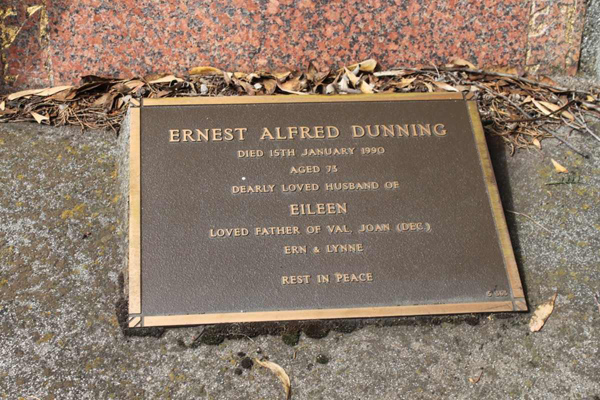 ERNEST ALFRED DUNNING
DIED 15TH JANUARY 1990
AGED 73
DEARLY LOVED HUSBAND OF
EILEEN
LOVED FATHER OF VAL, JOAN (DEC)
ERN & LYNNE
REST IN PEACE